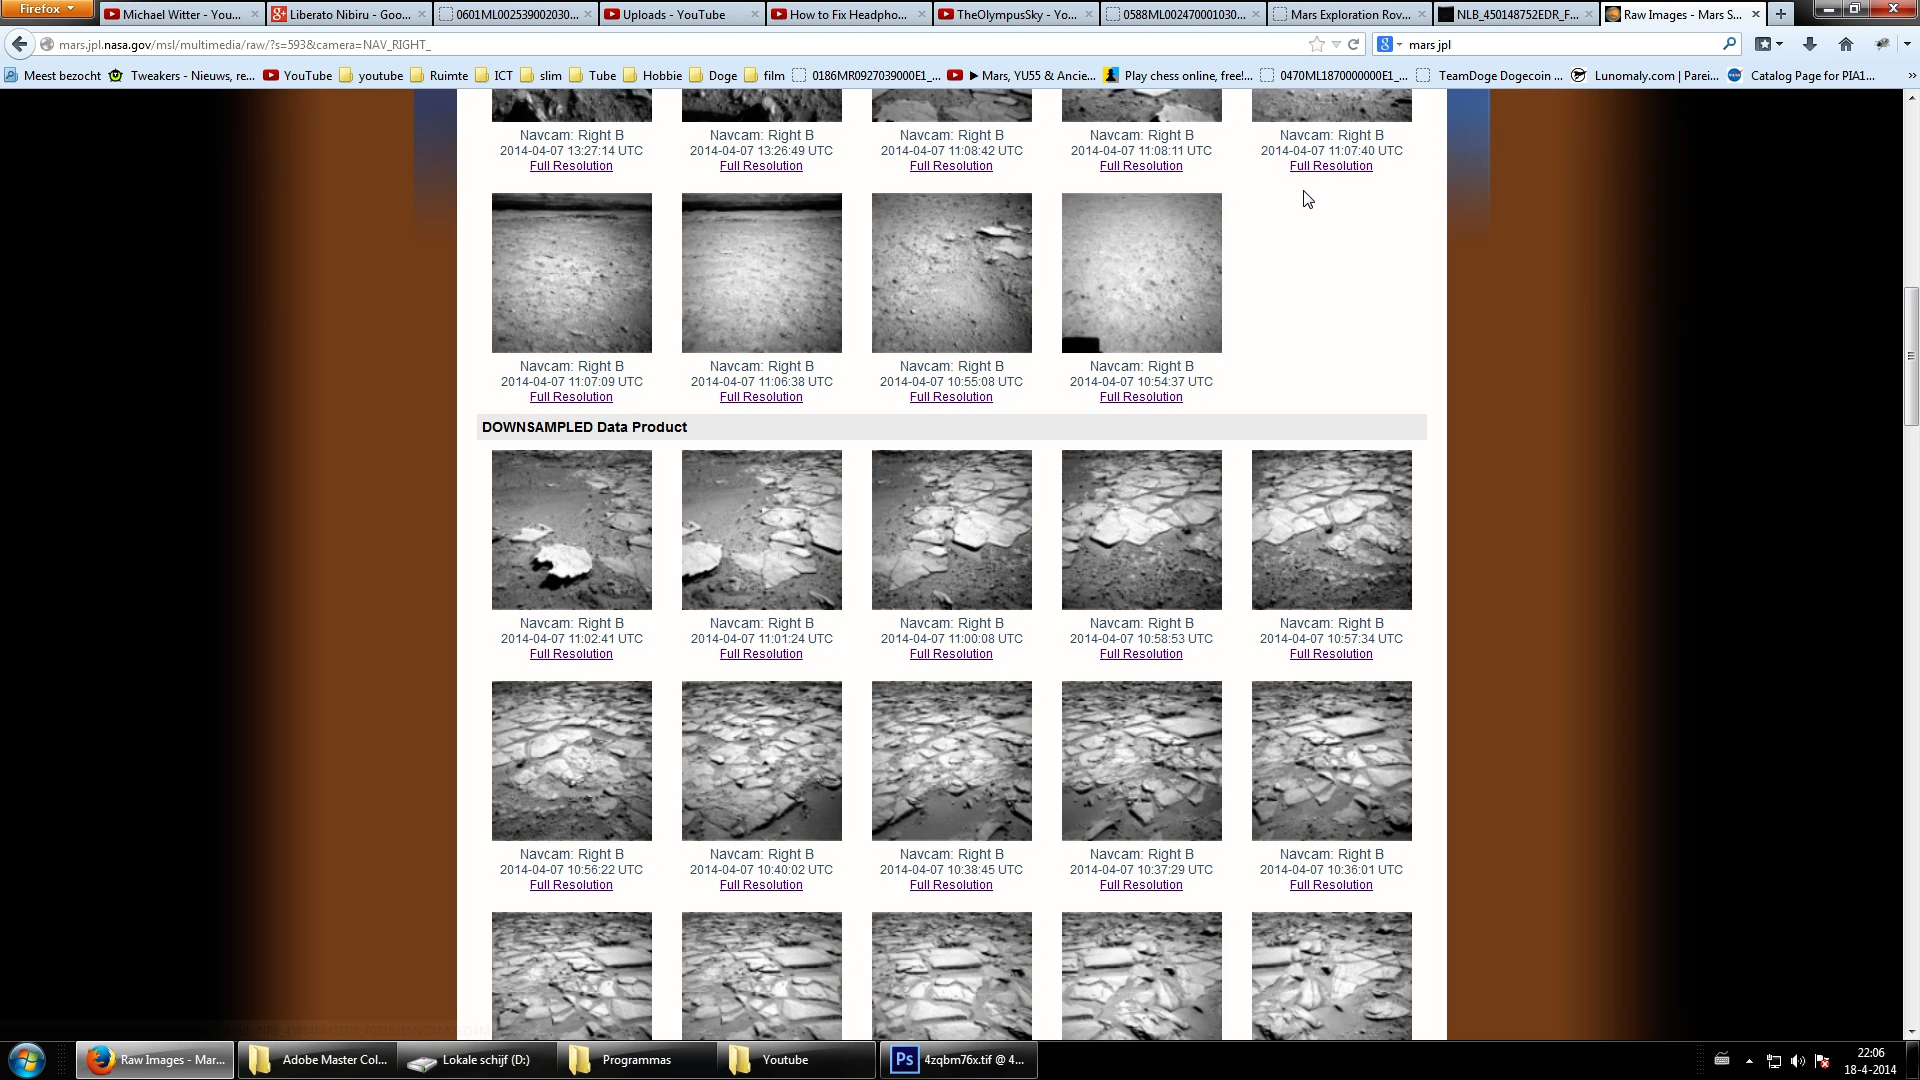 Firefox
Michael Witter - You...
Liberato Nibiru - Goo...
0601ML002539002030...
Uploads - YouTube
How to Fix Headpho...
TheOlympusSky - Yo...
0588ML002470001030...
Mars Exploration Rov...
NLB_450148752EDR_F...
Raw Images - Mars S...
mars.jpl.nasa.gov/msl/multimedia/raw/?s=593&camera=NAV_RIGHT_
mars jpl
Meest bezocht
Tweakers - Nieuws, re...
YouTube
youtube
Ruimte
ICT
slim
Tube
Hobbie
Doge
film
0186MR0927039000E1_...
► Mars, YU55 & Ancie...
Play chess online, free!...
0470ML1870000000E1_...
TeamDoge Dogecoin ...
Lunomaly.com | Parei...
Catalog Page for PIA1...
Navcam: Right B Navcam: Right B Navcam: Right B Navcam: Right B Navcam: Right B
2014-04-07 13:27:14 UTC 2014-04-07 13:26:49 UTC 2014-04-07 11:08:42 UTC 2014-04-07 11:08:11 UTC 2014-04-07 11:07:40 UTC
Full Resolution Full Resolution Full Resolution Full Resolution Full Resolution
Navcam: Right B Navcam: Right B Navcam: Right B Navcam: Right B
2014-04-07 11:07:09 UTC 2014-04-07 11:06:38 UTC 2014-04-07 10:55:08 UTC 2014-04-07 10:54:37 UTC
Full Resolution Full Resolution Full Resolution Full Resolution
DOWNSAMPLED Data Product
Navcam: Right B Navcam: Right B Navcam: Right B Navcam: Right B Navcam: Right B
2014-04-07 11:02:41 UTC 2014-04-07 11:01:24 UTC 2014-04-07 11:00:08 UTC 2014-04-07 10:58:53 UTC 2014-04-07 10:57:34 UTC
Full Resolution Full Resolution Full Resolution Full Resolution Full Resolution
Navcam: Right B Navcam: Right B Navcam: Right B Navcam: Right B Navcam: Right B
2014-04-07 10:56:22 UTC 2014-04-07 10:40:02 UTC 2014-04-07 10:38:45 UTC 2014-04-07 10:37:29 UTC 2014-04-07 10:36:01 UTC
Full Resolution Full Resolution Full Resolution Full Resolution Full Resolution
Raw Images - Mar...
Adobe Master Col...
Lokale schijf (D:)
Programmas
Youtube
Ps
4zqbm76x.tif @ 4...
22:06
18-4-2014